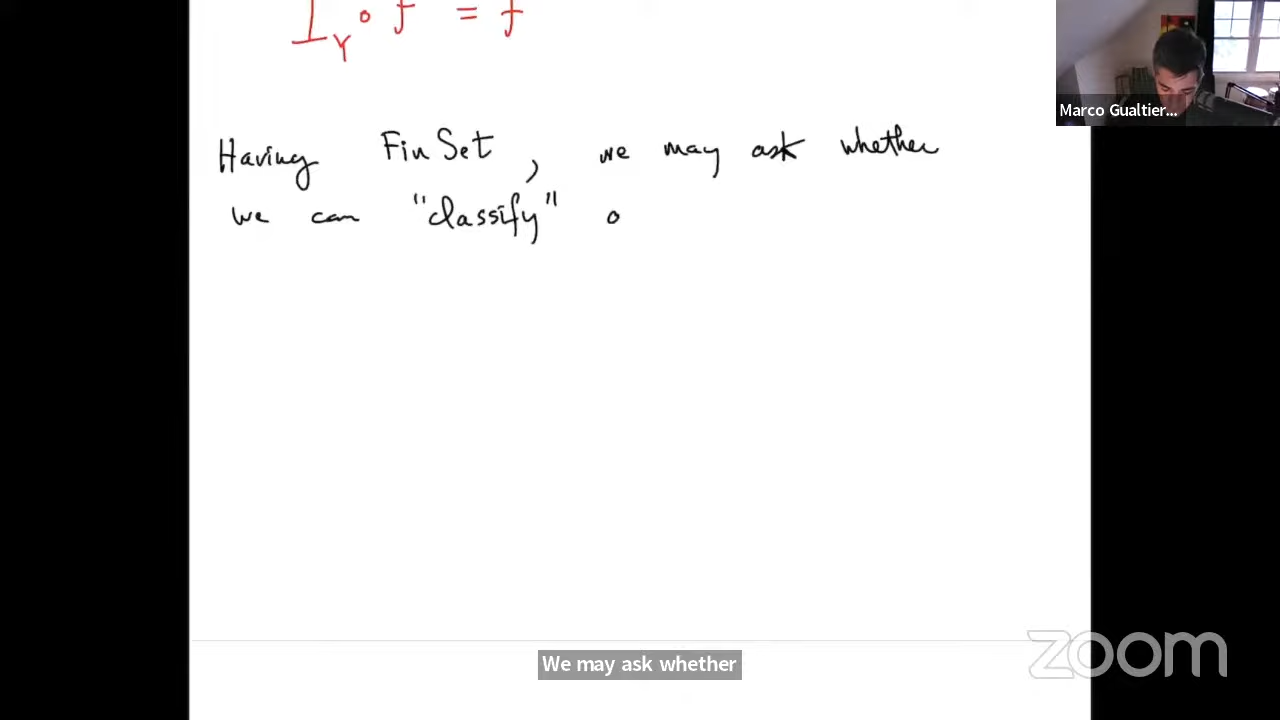 1_Y ∘ f = f
Marco Gualtier...
Having FinSet, we may ask whether
we can "classify" o
We may ask whether
zoom